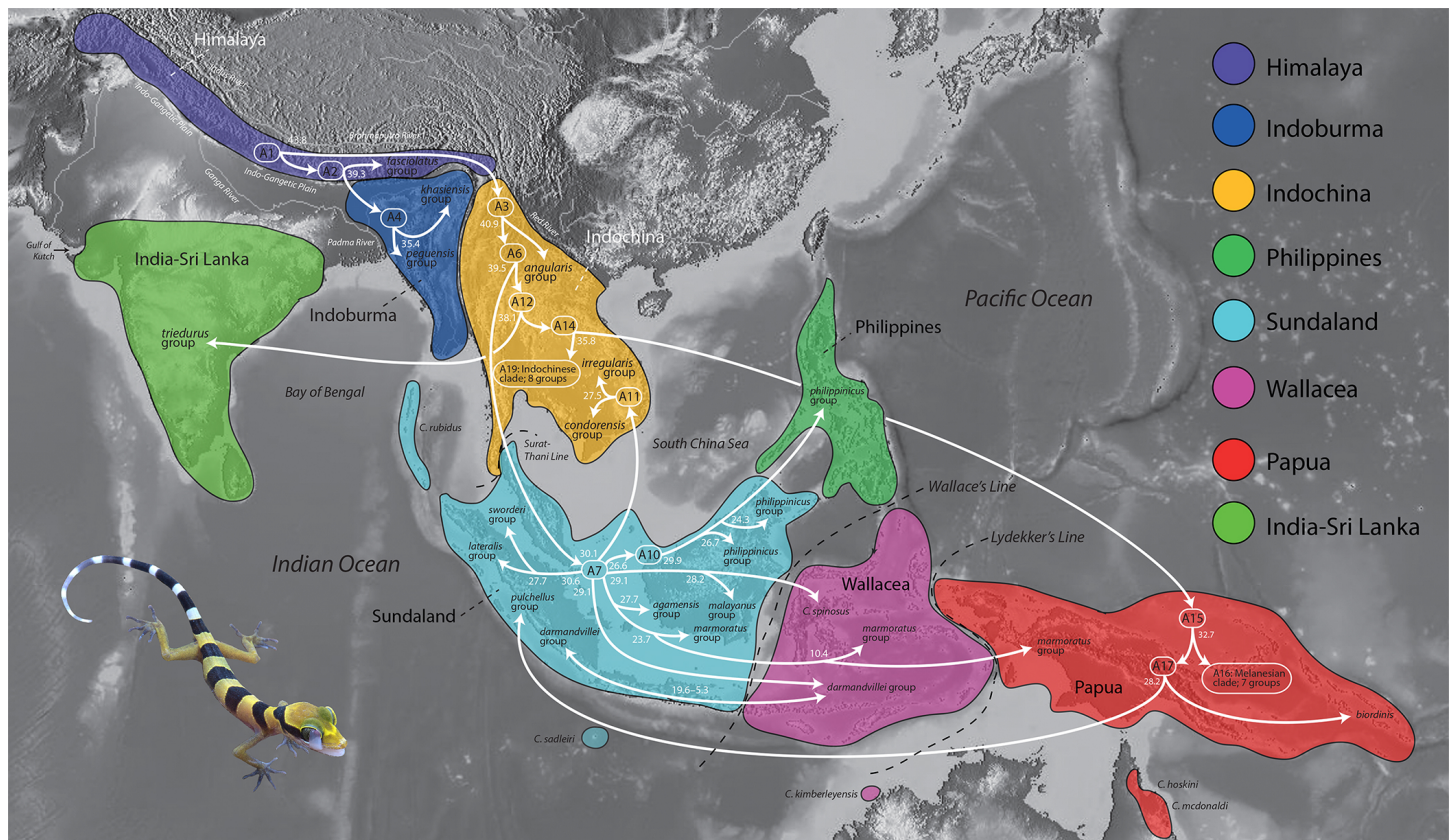 Himalaya
Indus River
Indo-Gangetic Plain
Brahmaputra River
43.8
A1
A2
39.3
fasciolatus
group
Indo-Gangetic Plain
Ganga River
khasiensis
group
A4
35.4
peguensis
group
Padma River
Indoburma
Gulf of
Kutch
India-Sri Lanka
triedurus
group
Bay of Bengal
A3
40.9
Red River
Indochina
A6
39.5
angularis
group
A12
38.1
A14
35.8
A19: Indochinese
clade; 8 groups
irregularis
group
27.5
A11
condorensis
group
C. rubidus
Surat-
Thani Line
South China Sea
Pacific Ocean
Philippines
philippinicus
group
Wallace's Line
Lydekker's Line
Indian Ocean
Sundaland
sworderi
group
lateralis
group
27.7
pulchellus
group
darmandvillei
group
30.1
A7
30.6
29.1
26.6
29.1
A10
29.9
24.3
26.7
philippinicus
group
philippinicus
group
28.2
27.7
agamensis
group
malayanus
group
23.7
marmoratus
group
19.6–5.3
Wallacea
C. spinosus
marmoratus
group
10.4
darmandvillei group
marmoratus
group
Papua
A15
32.7
A17
28.2
A16: Melanesian
clade; 7 groups
biordinis
C. sadleiri
C. kimberleyensis
C. hoskini
C. mcdonaldi
Himalaya
Indoburma
Indochina
Philippines
Sundaland
Wallacea
Papua
India-Sri Lanka